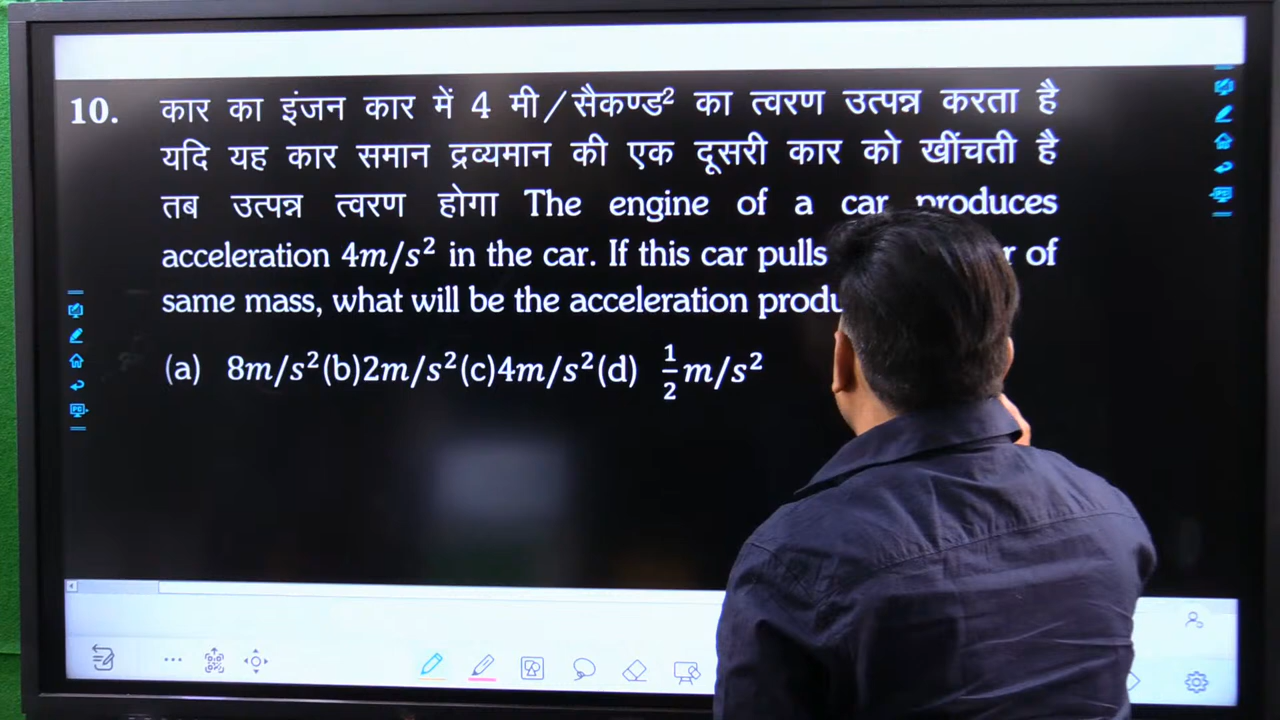 10. कार का इंजन कार में 4 मी/सैकण्ड² का त्वरण उत्पन्न करता है
यदि यह कार समान द्रव्यमान की एक दूसरी कार को खींचती है
तब उत्पन्न त्वरण होगा The engine of a car produces
acceleration 4m/s² in the car. If this car pulls r of
same mass, what will be the acceleration produ
(a) 8m/s²(b)2m/s²(c)4m/s²(d) 1/2 m/s²